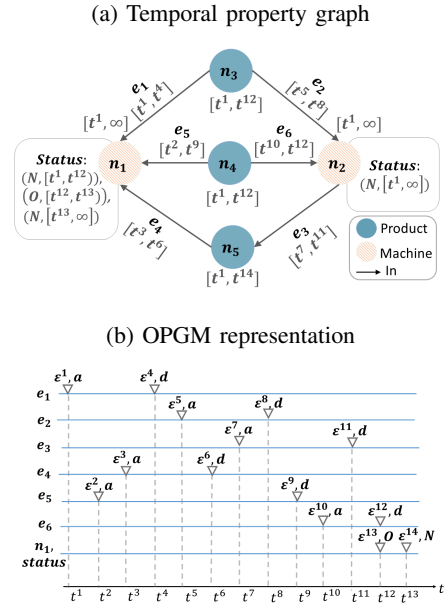 (a) Temporal property graph
n₃
e₁
[t¹, t⁴]
e₂
[t⁵, t⁸]
[t¹, t¹²]
[t¹, ∞]
[t¹, ∞]
e₅
[t², t⁹]
e₆
[t¹⁰, t¹²]
n₁
n₄
n₂
Status:
(N, [t¹, t¹²)),
(O, [t¹², t¹³)),
(N, [t¹³, ∞])
Status:
(N, [t¹, ∞])
[t¹, t¹²]
e₄
[t³, t⁶]
e₃
[t⁷, t¹¹]
n₅
[t¹, t¹⁴]
Product
Machine
In
(b) OPGM representation
ε¹, a
ε⁴, d
e₁
ε⁵, a
ε⁸, d
e₂
ε⁷, a
ε¹¹, d
e₃
ε³, a
ε⁶, d
e₄
ε², a
ε⁹, d
e₅
ε¹⁰, a
ε¹², d
e₆
ε¹³, O
ε¹⁴, N
n₁,
status
t
t¹ t² t³ t⁴ t⁵ t⁶ t⁷ t⁸ t⁹ t¹⁰ t¹¹ t¹² t¹³